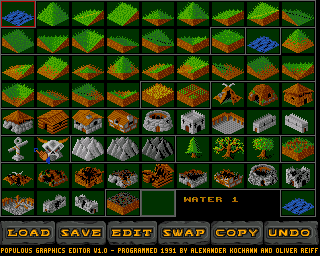 WATER 1
LOAD SAVE EDIT SWAP COPY UNDO
POPULOUS GRAPHICS EDITOR V1.0 - PROGRAMMED 1991 BY ALEXANDER KOCHANN AND OLIVER REIFF